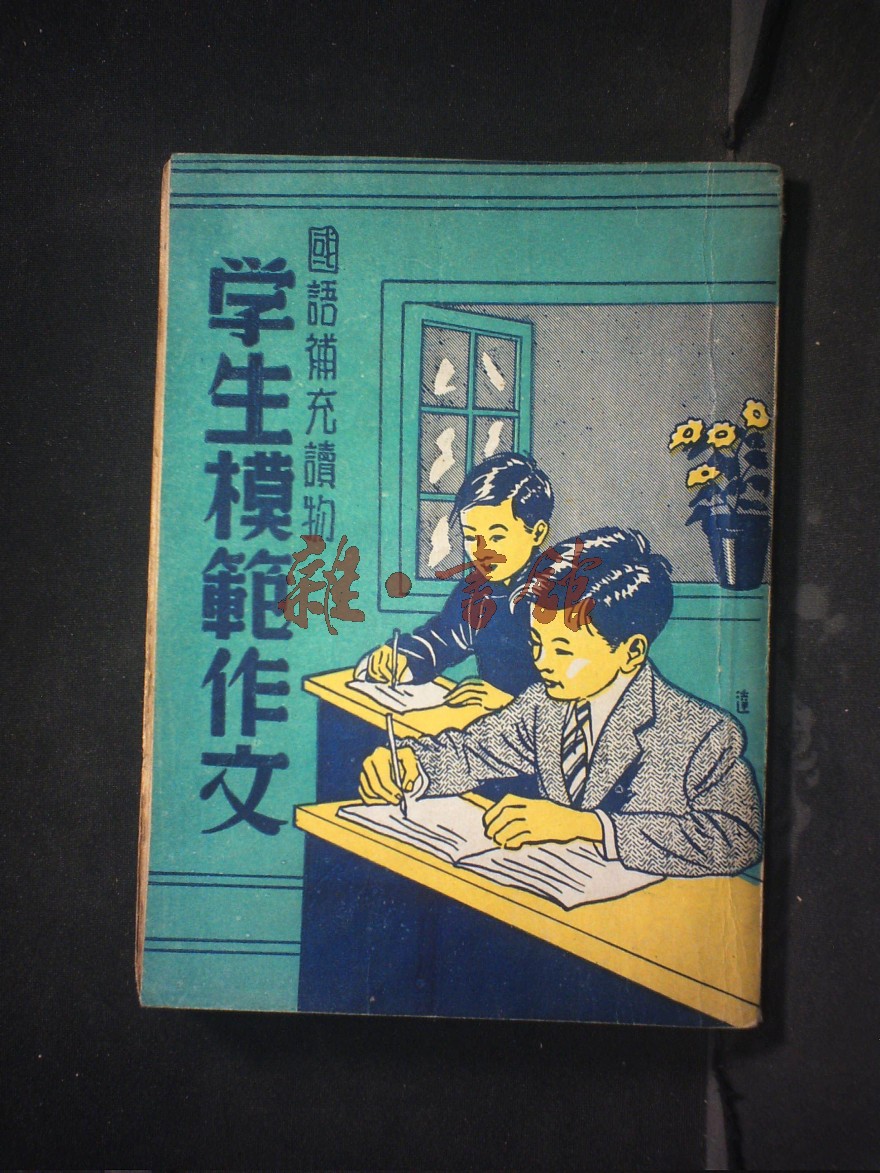 國語補充讀物
学生模範作文
雜·書館
達